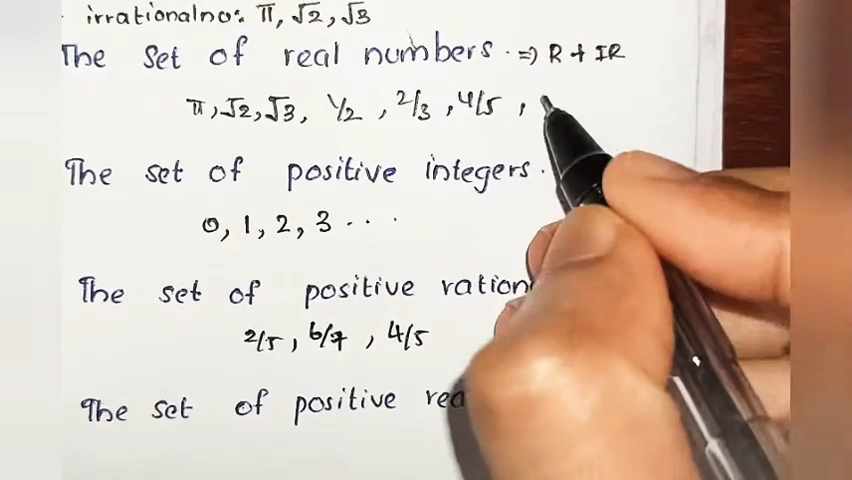 irrational no: π, √2, √3
The set of real numbers. ⇒ R + IR
π, √2, √3, 1/2, 2/3, 4/5,
The set of positive integers.
0, 1, 2, 3 . . .
The set of positive ration
2/5, 6/7, 4/5
The set of positive rea